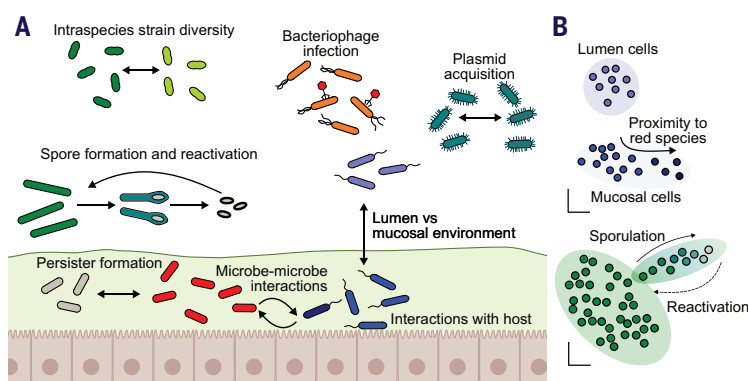 A
Intraspecies strain diversity
Bacteriophage
infection
Plasmid
acquisition
Spore formation and reactivation
Lumen vs
mucosal environment
Persister formation
Microbe-microbe
interactions
Interactions with host
B
Lumen cells
Proximity to
red species
Mucosal cells
Sporulation
Reactivation